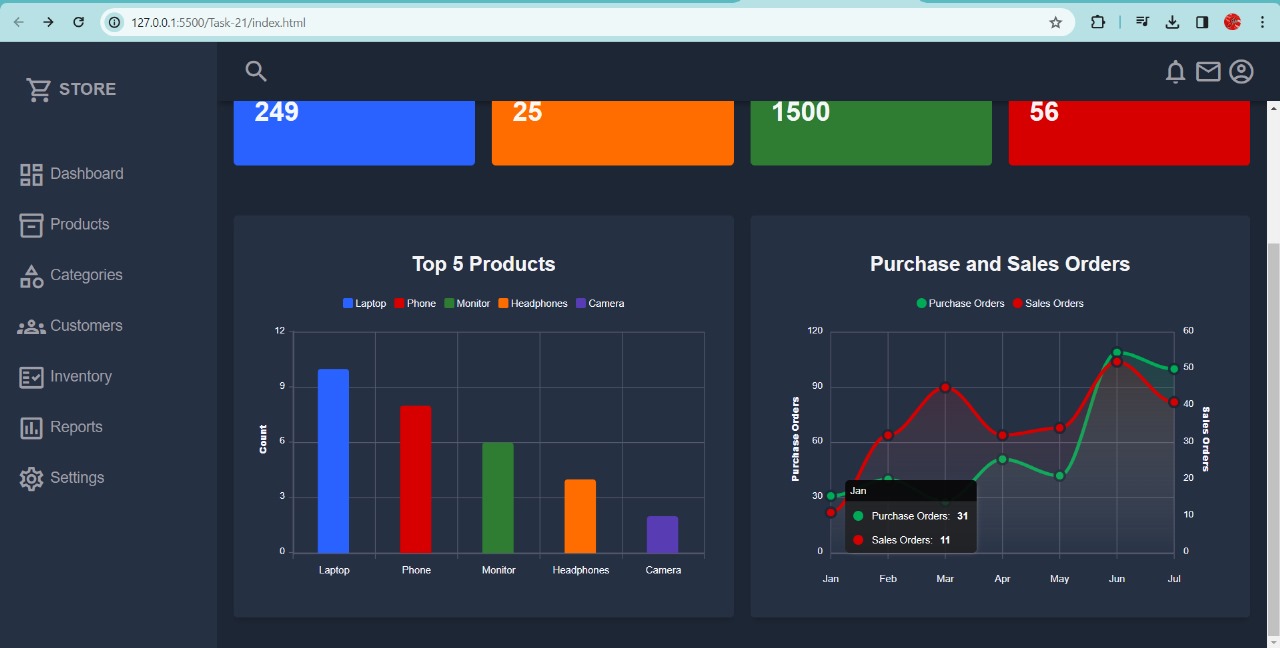 127.0.0.1:5500/Task-21/index.html
STORE
Dashboard
Products
Categories
Customers
Inventory
Reports
Settings
249
25
1500
56
Top 5 Products
Laptop Phone Monitor Headphones Camera
Count
12
9
6
3
0
Laptop Phone Monitor Headphones Camera
Purchase and Sales Orders
Purchase Orders Sales Orders
Purchase Orders
120
90
60
30
0
Jan
Purchase Orders: 31
Sales Orders: 11
60
50
40
30
20
10
0
Sales Orders
Jan Feb Mar Apr May Jun Jul